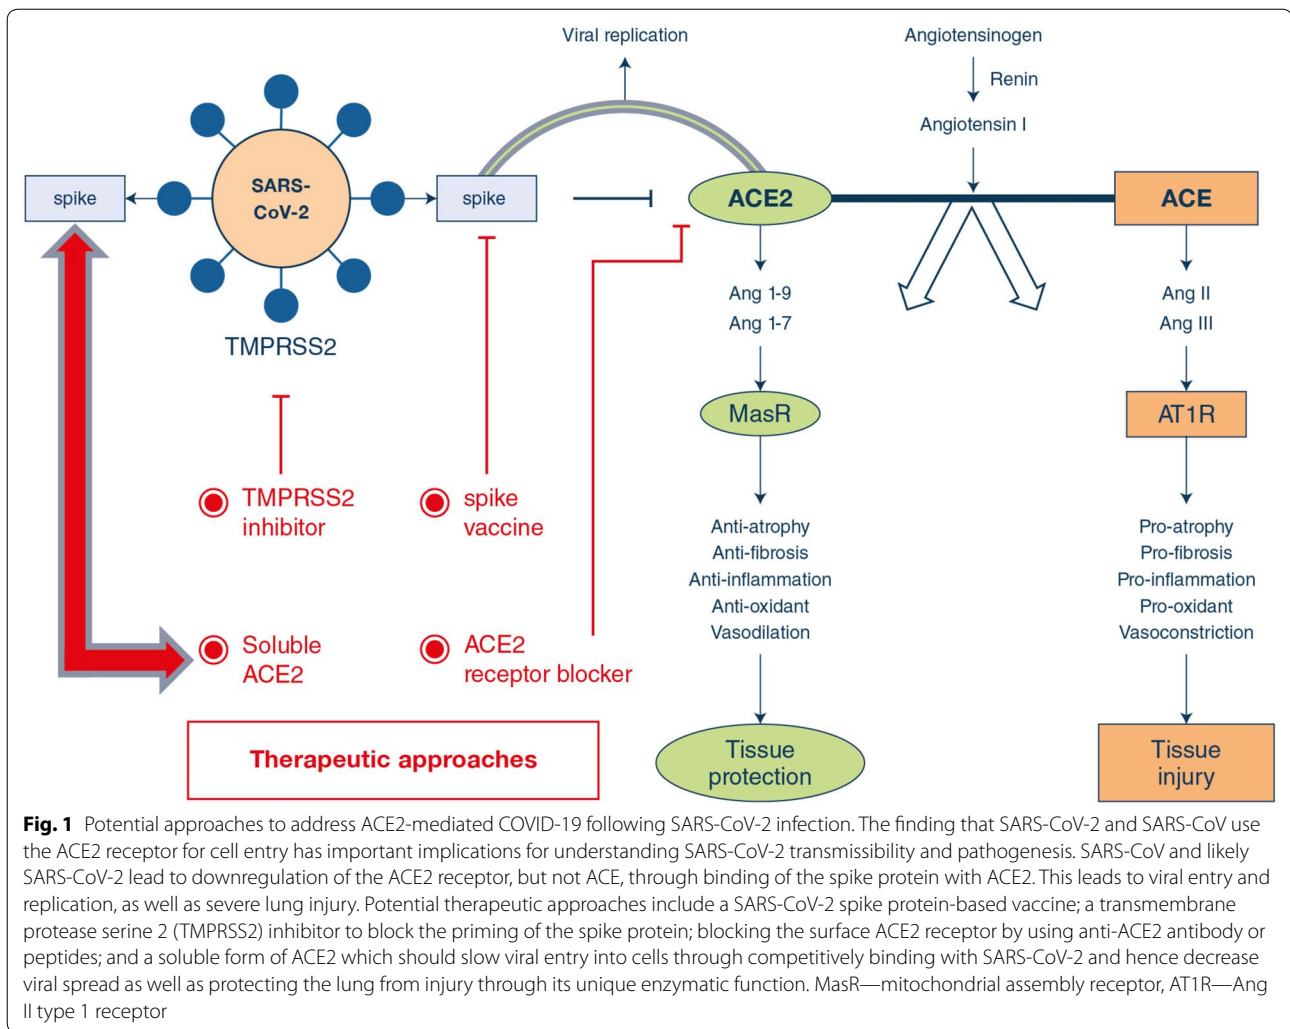 Viral replication
Angiotensinogen
Renin
Angiotensin I
spike
SARS-
CoV-2
spike
ACE2
ACE
TMPRSS2
Ang 1-9
Ang 1-7
Ang II
Ang III
MasR
AT1R
TMPRSS2
inhibitor
spike
vaccine
Anti-atrophy
Anti-fibrosis
Anti-inflammation
Anti-oxidant
Vasodilation
Pro-atrophy
Pro-fibrosis
Pro-inflammation
Pro-oxidant
Vasoconstriction
Soluble
ACE2
ACE2
receptor blocker
Therapeutic approaches
Tissue
protection
Tissue
injury
Fig. 1 Potential approaches to address ACE2-mediated COVID-19 following SARS-CoV-2 infection. The finding that SARS-CoV-2 and SARS-CoV use
the ACE2 receptor for cell entry has important implications for understanding SARS-CoV-2 transmissibility and pathogenesis. SARS-CoV and likely
SARS-CoV-2 lead to downregulation of the ACE2 receptor, but not ACE, through binding of the spike protein with ACE2. This leads to viral entry and
replication, as well as severe lung injury. Potential therapeutic approaches include a SARS-CoV-2 spike protein-based vaccine; a transmembrane
protease serine 2 (TMPRSS2) inhibitor to block the priming of the spike protein; blocking the surface ACE2 receptor by using anti-ACE2 antibody or
peptides; and a soluble form of ACE2 which should slow viral entry into cells through competitively binding with SARS-CoV-2 and hence decrease
viral spread as well as protecting the lung from injury through its unique enzymatic function. MasR—mitochondrial assembly receptor, AT1R—Ang
II type 1 receptor